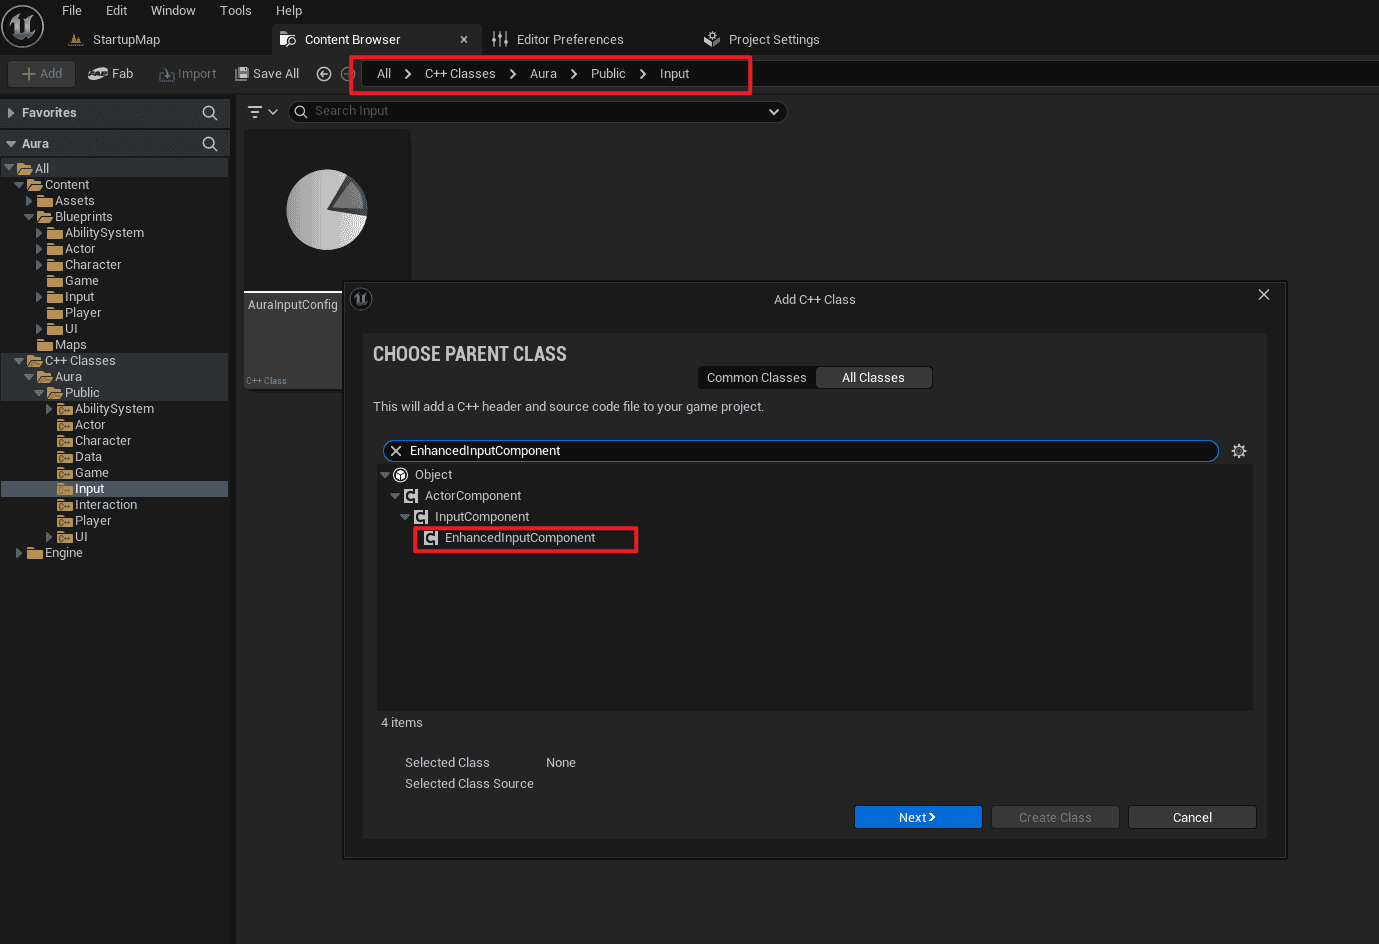 File Edit Window Tools Help
StartupMap Content Browser Editor Preferences Project Settings
Add Fab Import Save All All C++ Classes Aura Public Input
Favorites
Search Input
Aura
All
Content
Assets
Blueprints
AbilitySystem
Actor
Character
Game
Input
Player
UI
Maps
C++ Classes
Aura
Public
AbilitySystem
Actor
Character
Data
Game
Input
Interaction
Player
UI
Engine
AuraInputConfig
C++ Class
Add C++ Class
CHOOSE PARENT CLASS
Common Classes All Classes
This will add a C++ header and source code file to your game project.
EnhancedInputComponent
Object
ActorComponent
InputComponent
EnhancedInputComponent
4 items
Selected Class None
Selected Class Source
Next Create Class Cancel